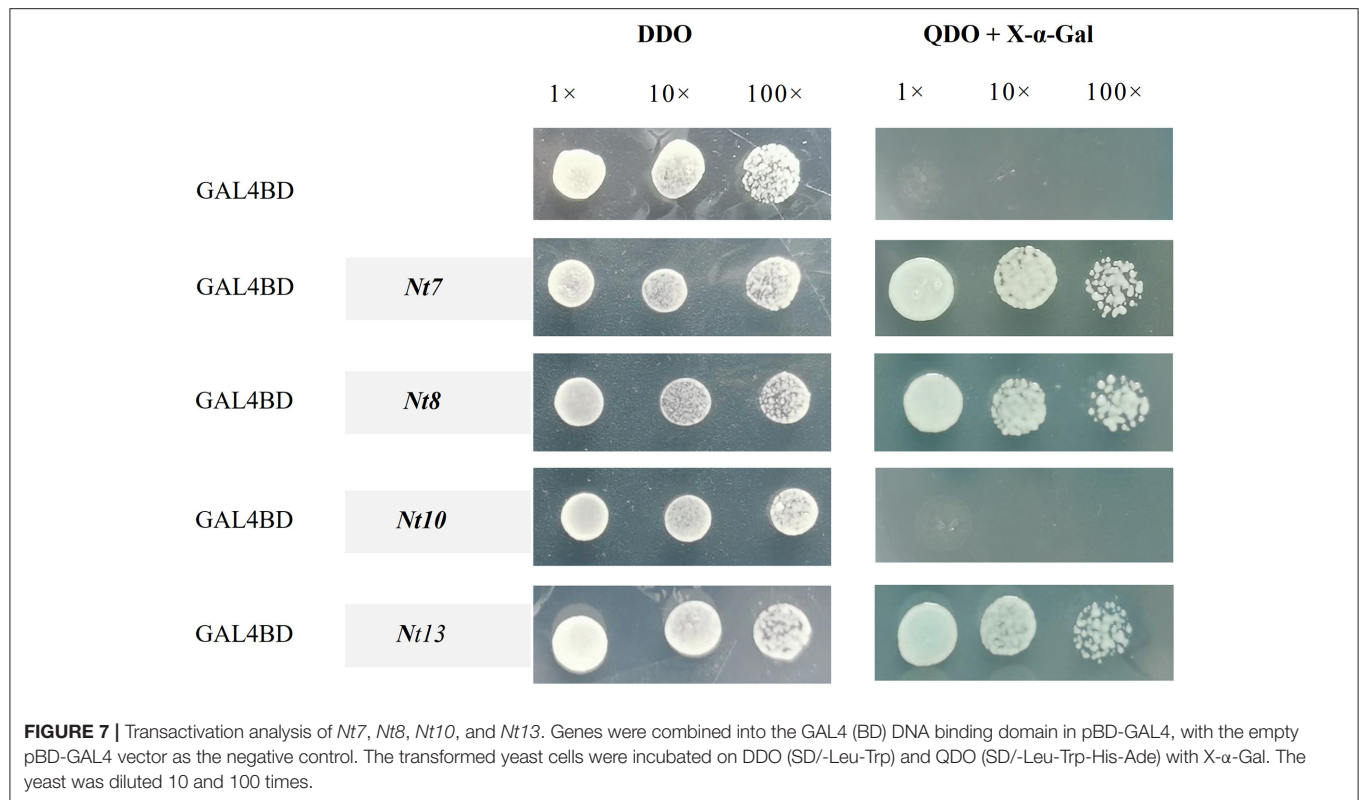 DDO QDO + X-α-Gal
1× 10× 100× 1× 10× 100×
GAL4BD
GAL4BD Nt7
GAL4BD Nt8
GAL4BD Nt10
GAL4BD Nt13
FIGURE 7 | Transactivation analysis of Nt7, Nt8, Nt10, and Nt13. Genes were combined into the GAL4 (BD) DNA binding domain in pBD-GAL4, with the empty
pBD-GAL4 vector as the negative control. The transformed yeast cells were incubated on DDO (SD/-Leu-Trp) and QDO (SD/-Leu-Trp-His-Ade) with X-α-Gal. The
yeast was diluted 10 and 100 times.